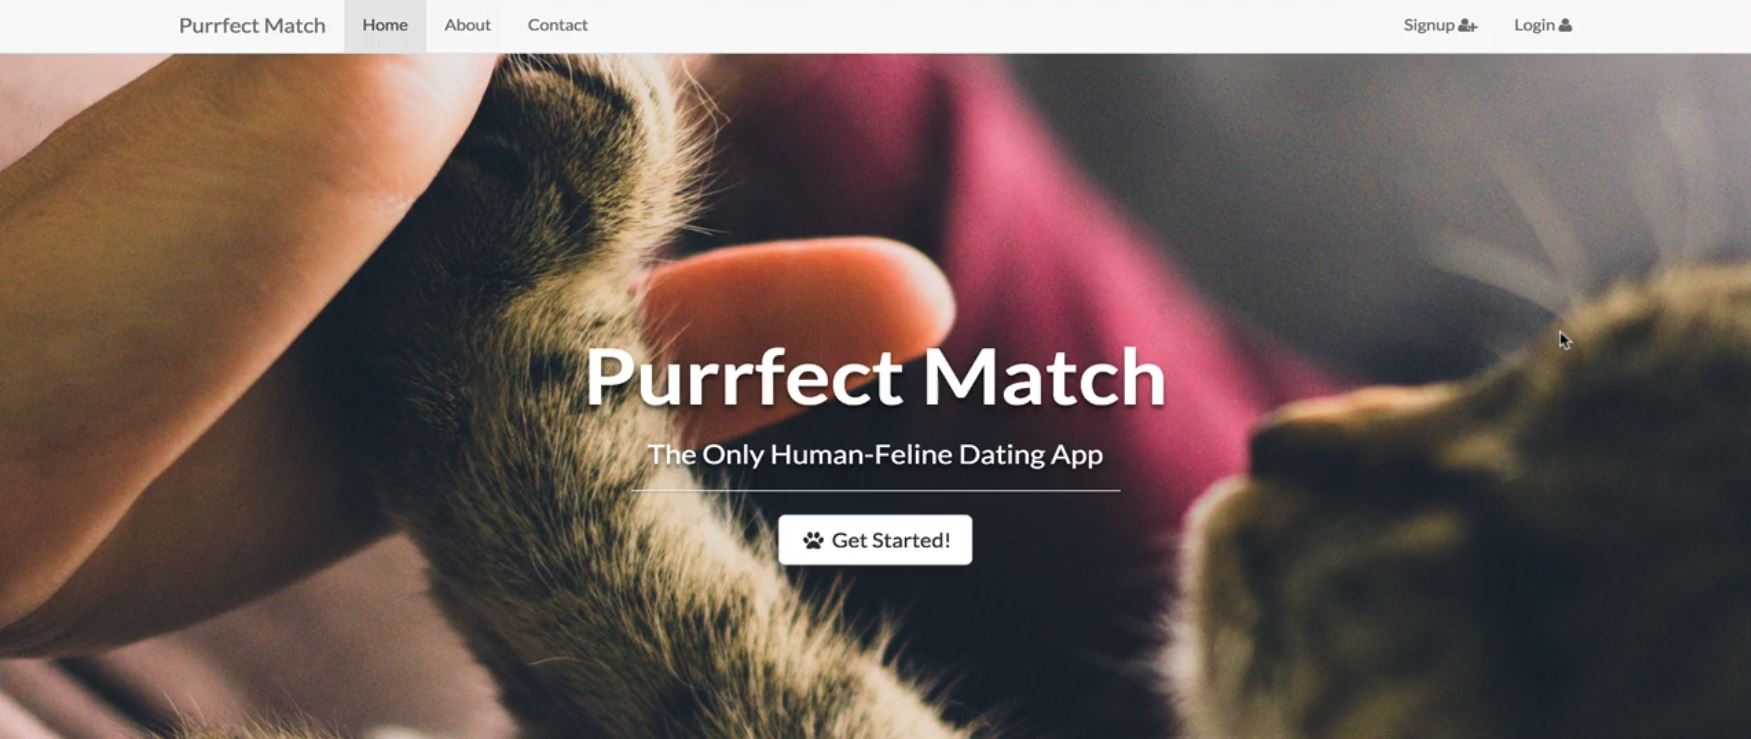 Purrfect Match Home About Contact Signup Login
Purrfect Match
The Only Human-Feline Dating App
Get Started!